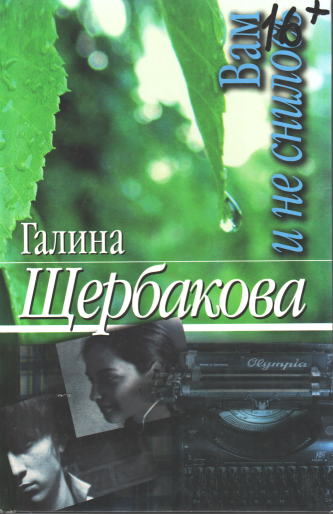 Вам
и не снилось
16+
Галина
Щербакова
Olympia